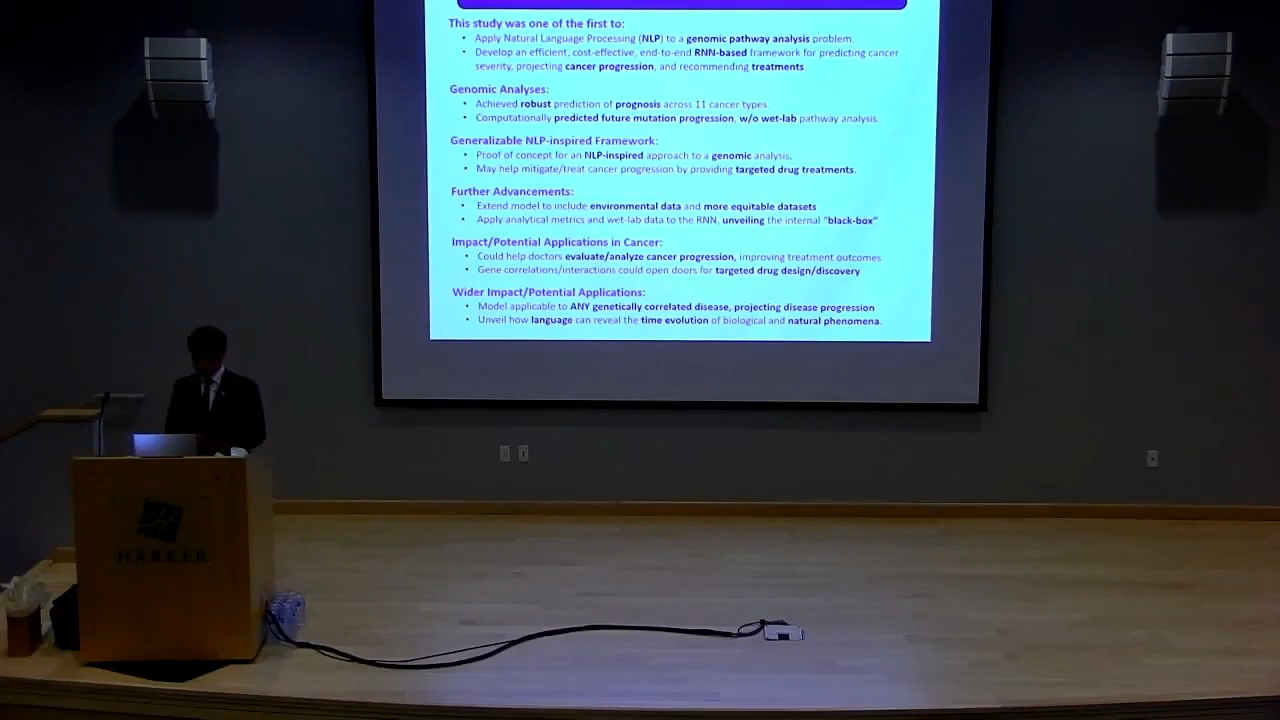 This study was one of the first to:
• Apply Natural Language Processing (NLP) to a genomic pathway analysis problem.
• Develop an efficient, cost-effective, end-to-end RNN-based framework for predicting cancer
severity, projecting cancer progression, and recommending treatments.
Genomic Analyses:
• Achieved robust prediction of prognosis across 11 cancer types
• Computationally predicted future mutation progression, w/o wet-lab pathway analysis.
Generalizable NLP-inspired Framework:
• Proof of concept for an NLP-inspired approach to a genomic analysis.
• May help mitigate/treat cancer progression by providing targeted drug treatments.
Further Advancements:
• Extend model to include environmental data and more equitable datasets
• Apply analytical metrics and wet-lab data to the RNN, unveiling the internal “black-box”
Impact/Potential Applications in Cancer:
• Could help doctors evaluate/analyze cancer progression, improving treatment outcomes
• Gene correlations/interactions could open doors for targeted drug design/discovery
Wider Impact/Potential Applications:
• Model applicable to ANY genetically correlated disease, projecting disease progression
• Unveil how language can reveal the time evolution of biological and natural phenomena.
HARKER